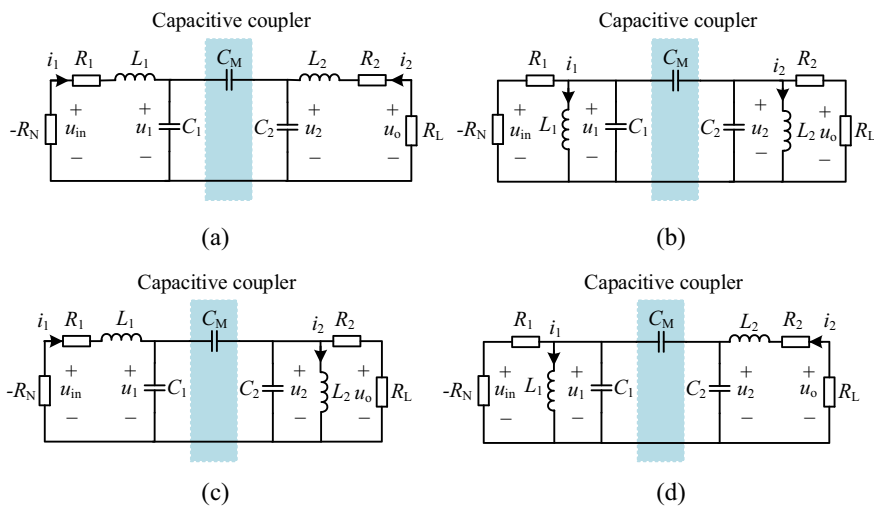 Capacitive coupler
i1 R1 L1 CM L2 R2 i2
-RN + uin − + u1 − C1 C2 + u2 − + uo − RL
(a)
Capacitive coupler
R1 i1 CM i2 R2
-RN + uin − L1 + u1 − C1 C2 + u2 − L2 + uo − RL
(b)
Capacitive coupler
i1 R1 L1 CM i2 R2
-RN + uin − + u1 − C1 C2 + u2 − L2 + uo − RL
(c)
Capacitive coupler
R1 i1 CM L2 R2 i2
-RN + uin − L1 + u1 − C1 C2 + u2 − + uo − RL
(d)